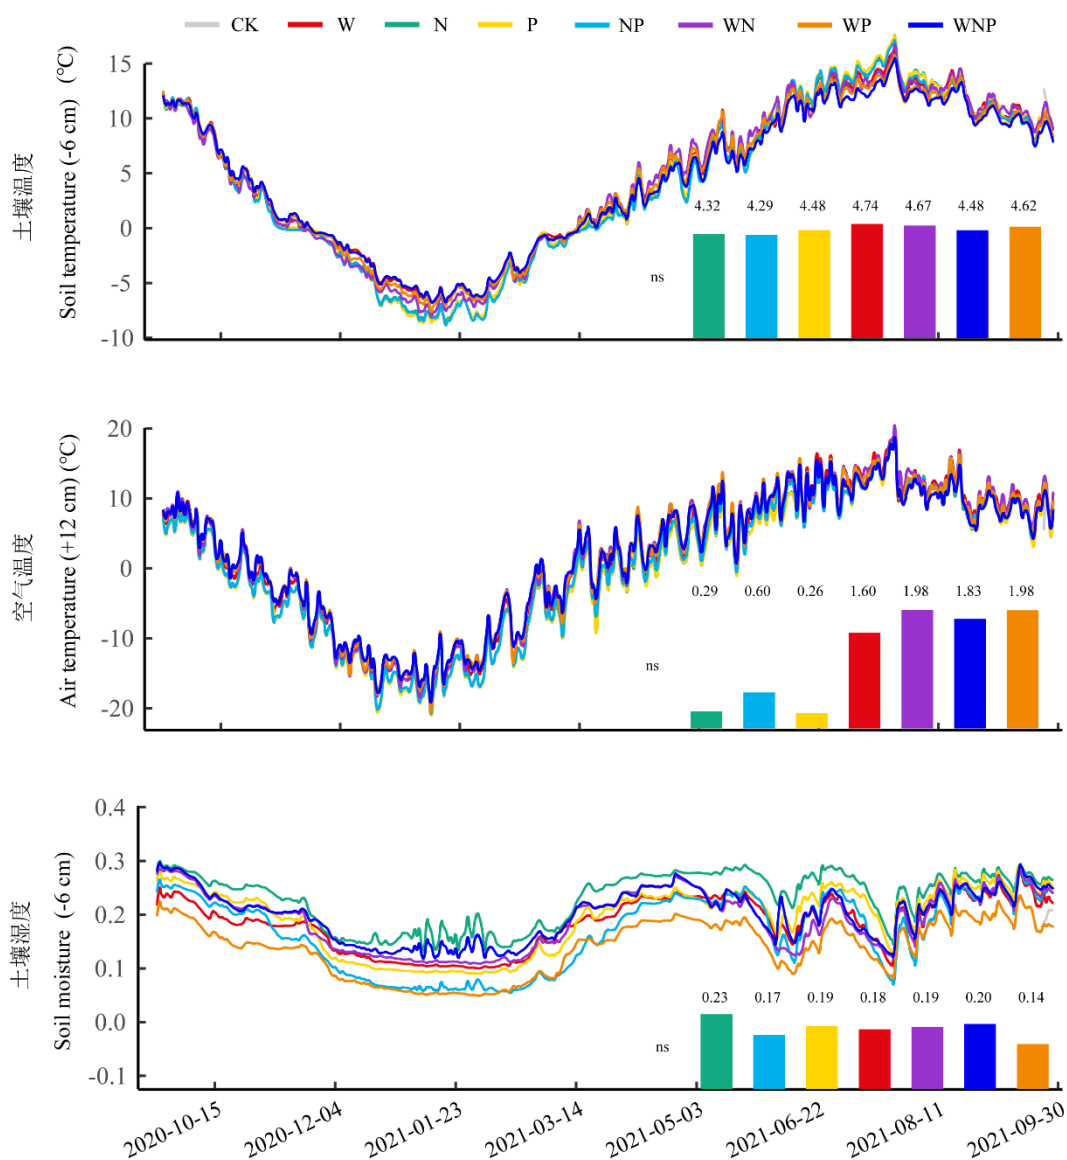 CK W N P NP WN WP WNP
土壤温度
Soil temperature (-6 cm) (℃)
15
10
5
0
-5
-10
4.32 4.29 4.48 4.74 4.67 4.48 4.62
ns
空气温度
Air temperature (+12 cm) (℃)
20
10
0
-10
-20
0.29 0.60 0.26 1.60 1.98 1.83 1.98
ns
土壤湿度
Soil moisture (-6 cm)
0.4
0.3
0.2
0.1
0.0
-0.1
0.23 0.17 0.19 0.18 0.19 0.20 0.14
ns
2020-10-15 2020-12-04 2021-01-23 2021-03-14 2021-05-03 2021-06-22 2021-08-11 2021-09-30